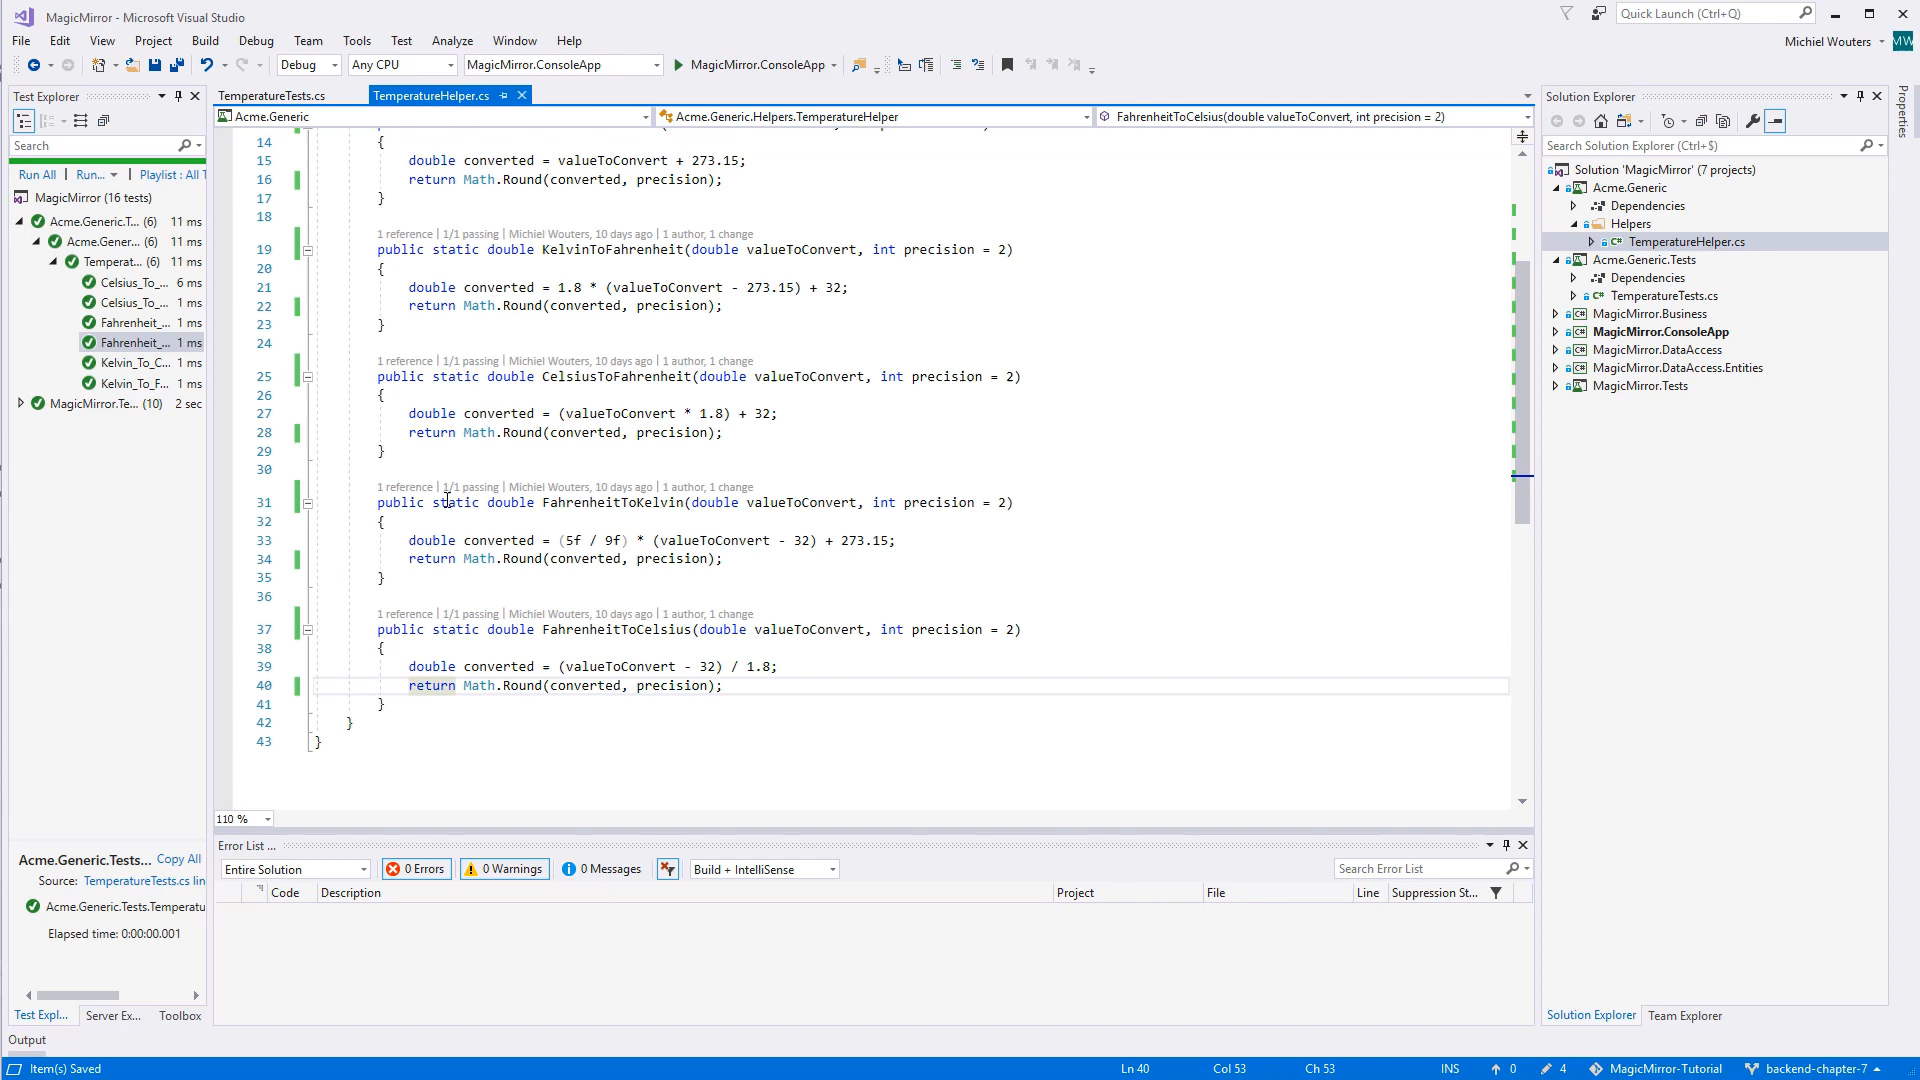 MagicMirror - Microsoft Visual Studio
Quick Launch (Ctrl+Q)
File Edit View Project Build Debug Team Tools Test Analyze Window Help
Michiel Wouters MW
Debug Any CPU MagicMirror.ConsoleApp MagicMirror.ConsoleApp
Test Explorer
Search
Run All Run... Playlist : All T
MagicMirror (16 tests)
Acme.Generic.T... (6) 11 ms
Acme.Gener... (6) 11 ms
Temperat... (6) 11 ms
Celsius_To_... 6 ms
Celsius_To_... 1 ms
Fahrenheit_... 1 ms
Fahrenheit_... 1 ms
Kelvin_To_C... 1 ms
Kelvin_To_F... 1 ms
MagicMirror.Te... (10) 2 sec
Acme.Generic.Tests... Copy All
Source: TemperatureTests.cs lin
Acme.Generic.Tests.Temperatu
Elapsed time: 0:00:00.001
Test Expl... Server Ex... Toolbox
Output
TemperatureTests.cs TemperatureHelper.cs
Acme.Generic Acme.Generic.Helpers.TemperatureHelper FahrenheitToCelsius(double valueToConvert, int precision = 2)
14 {
15 double converted = valueToConvert + 273.15;
16 return Math.Round(converted, precision);
17 }
18
1 reference | 1/1 passing | Michiel Wouters, 10 days ago | 1 author, 1 change
19 public static double KelvinToFahrenheit(double valueToConvert, int precision = 2)
20 {
21 double converted = 1.8 * (valueToConvert - 273.15) + 32;
22 return Math.Round(converted, precision);
23 }
24
1 reference | 1/1 passing | Michiel Wouters, 10 days ago | 1 author, 1 change
25 public static double CelsiusToFahrenheit(double valueToConvert, int precision = 2)
26 {
27 double converted = (valueToConvert * 1.8) + 32;
28 return Math.Round(converted, precision);
29 }
30
1 reference | 1/1 passing | Michiel Wouters, 10 days ago | 1 author, 1 change
31 public static double FahrenheitToKelvin(double valueToConvert, int precision = 2)
32 {
33 double converted = (5f / 9f) * (valueToConvert - 32) + 273.15;
34 return Math.Round(converted, precision);
35 }
36
1 reference | 1/1 passing | Michiel Wouters, 10 days ago | 1 author, 1 change
37 public static double FahrenheitToCelsius(double valueToConvert, int precision = 2)
38 {
39 double converted = (valueToConvert - 32) / 1.8;
40 return Math.Round(converted, precision);
41 }
42 }
43 }
110 %
Error List ...
Entire Solution 0 Errors 0 Warnings 0 Messages Build + IntelliSense Search Error List
Code Description Project File Line Suppression St...
Solution Explorer
Search Solution Explorer (Ctrl+$)
Solution 'MagicMirror' (7 projects)
Acme.Generic
Dependencies
Helpers
TemperatureHelper.cs
Acme.Generic.Tests
Dependencies
TemperatureTests.cs
MagicMirror.Business
MagicMirror.ConsoleApp
MagicMirror.DataAccess
MagicMirror.DataAccess.Entities
MagicMirror.Tests
Solution Explorer Team Explorer
Properties
Item(s) Saved Ln 40 Col 53 Ch 53 INS 0 4 MagicMirror-Tutorial backend-chapter-7